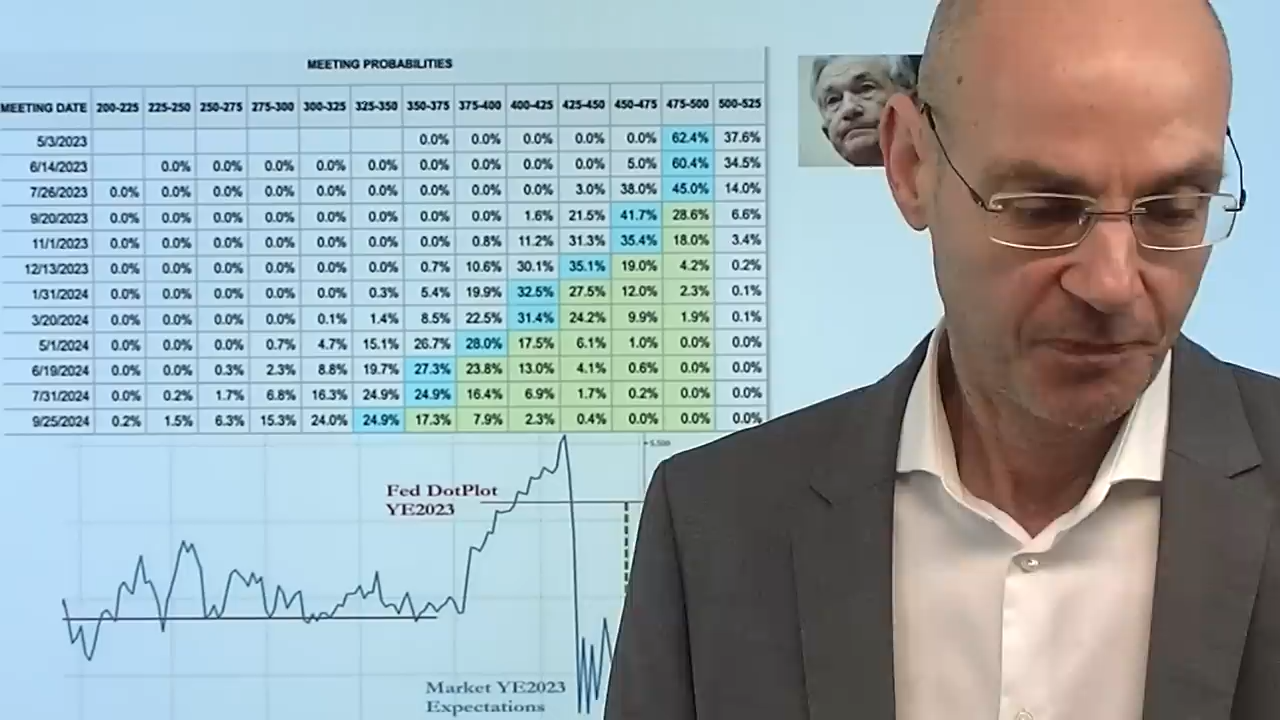 MEETING PROBABILITIES
MEETING DATE 200-225 225-250 250-275 275-300 300-325 325-350 350-375 375-400 400-425 425-450 450-475 475-500 500-525
5/3/2023 0.0% 0.0% 0.0% 0.0% 0.0% 62.4% 37.6%
6/14/2023 0.0% 0.0% 0.0% 0.0% 0.0% 0.0% 0.0% 0.0% 0.0% 5.0% 60.4% 34.5%
7/26/2023 0.0% 0.0% 0.0% 0.0% 0.0% 0.0% 0.0% 0.0% 0.0% 3.0% 38.0% 45.0% 14.0%
9/20/2023 0.0% 0.0% 0.0% 0.0% 0.0% 0.0% 0.0% 0.0% 1.6% 21.5% 41.7% 28.6% 6.6%
11/1/2023 0.0% 0.0% 0.0% 0.0% 0.0% 0.0% 0.0% 0.8% 11.2% 31.3% 35.4% 18.0% 3.4%
12/13/2023 0.0% 0.0% 0.0% 0.0% 0.0% 0.0% 0.7% 10.6% 30.1% 35.1% 19.0% 4.2% 0.2%
1/31/2024 0.0% 0.0% 0.0% 0.0% 0.0% 0.3% 5.4% 19.9% 32.5% 27.5% 12.0% 2.3% 0.1%
3/20/2024 0.0% 0.0% 0.0% 0.0% 0.1% 1.4% 8.5% 22.5% 31.4% 24.2% 9.9% 1.9% 0.1%
5/1/2024 0.0% 0.0% 0.0% 0.7% 4.7% 15.1% 26.7% 28.0% 17.5% 6.1% 1.0% 0.0% 0.0%
6/19/2024 0.0% 0.0% 0.3% 2.3% 8.8% 19.7% 27.3% 23.8% 13.0% 4.1% 0.6% 0.0% 0.0%
7/31/2024 0.0% 0.2% 1.7% 6.8% 16.3% 24.9% 24.9% 16.4% 6.9% 1.7% 0.2% 0.0% 0.0%
9/25/2024 0.2% 1.5% 6.3% 15.3% 24.0% 24.9% 17.3% 7.9% 2.3% 0.4% 0.0% 0.0% 0.0%
5.500
Fed DotPlot
YE2023
Market YE2023
Expectations